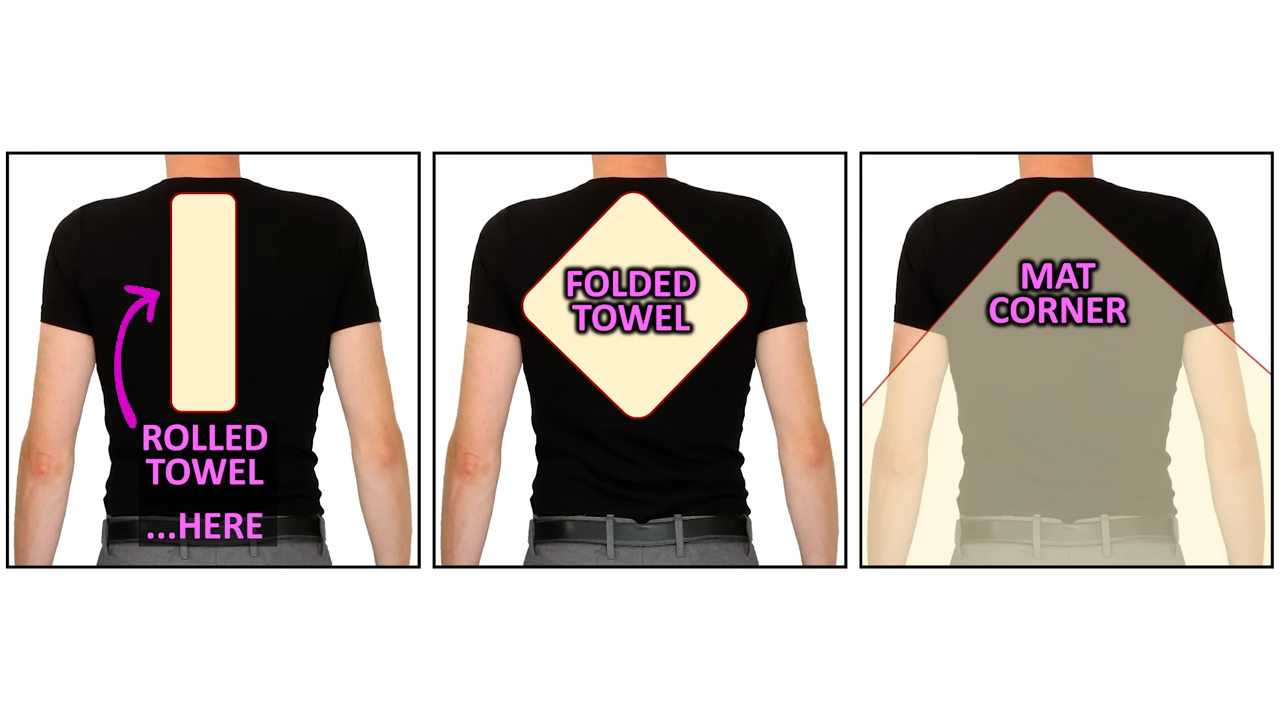 ROLLED
TOWEL
...HERE
FOLDED
TOWEL
MAT
CORNER